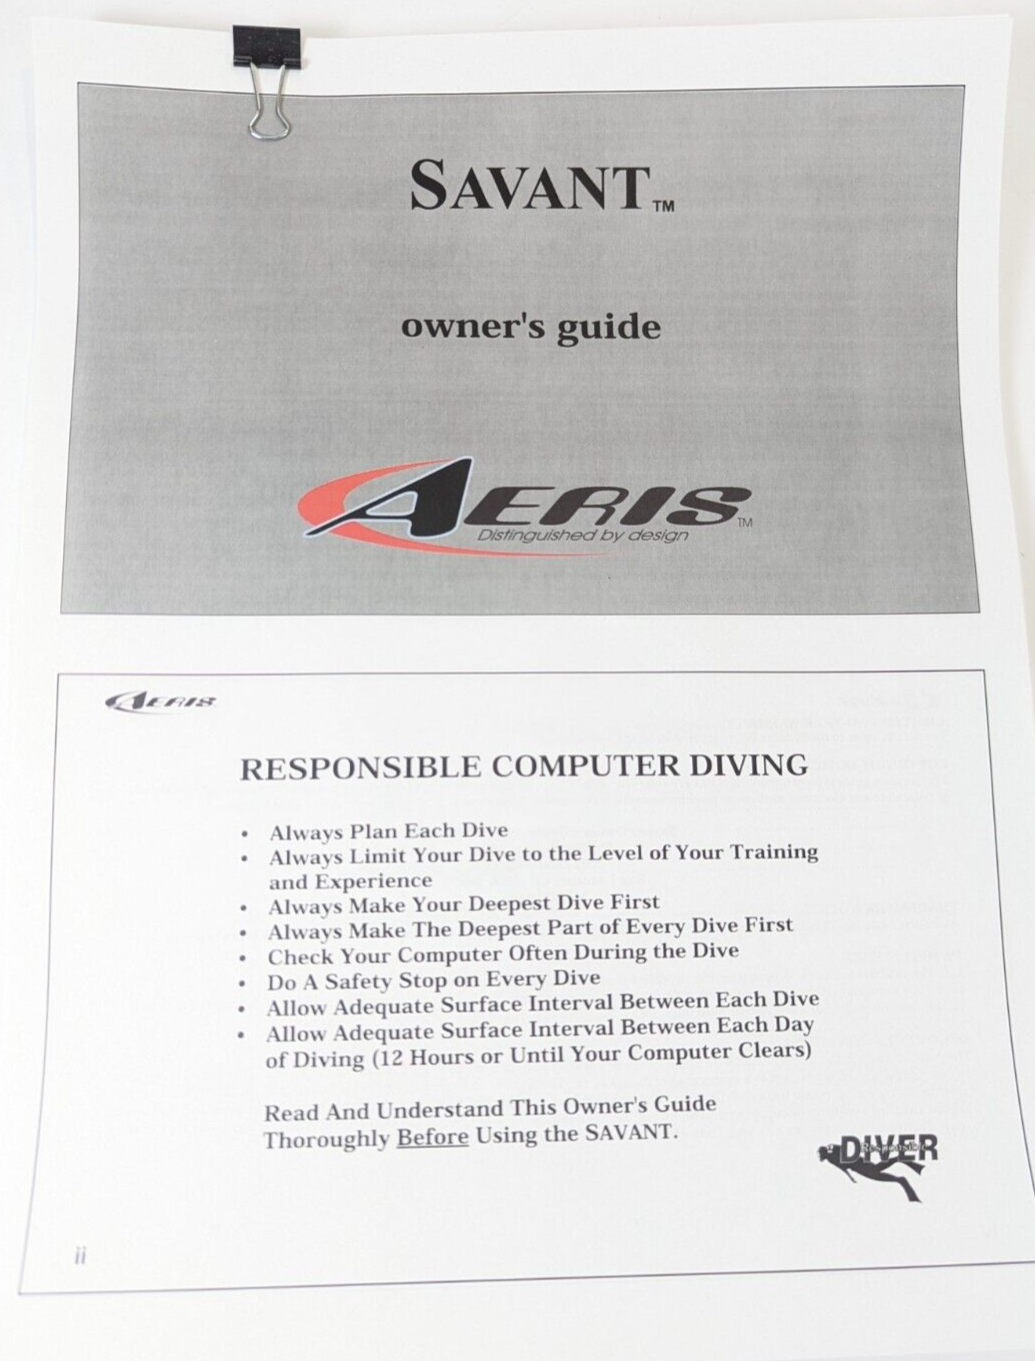 SAVANT™
owner's guide
AERIS™
Distinguished by design
AERIS
RESPONSIBLE COMPUTER DIVING
• Always Plan Each Dive
• Always Limit Your Dive to the Level of Your Training
and Experience
• Always Make Your Deepest Dive First
• Always Make The Deepest Part of Every Dive First
• Check Your Computer Often During the Dive
• Do A Safety Stop on Every Dive
• Allow Adequate Surface Interval Between Each Dive
• Allow Adequate Surface Interval Between Each Day
of Diving (12 Hours or Until Your Computer Clears)
Read And Understand This Owner's Guide
Thoroughly Before Using the SAVANT.
Responsible
DIVER
ii